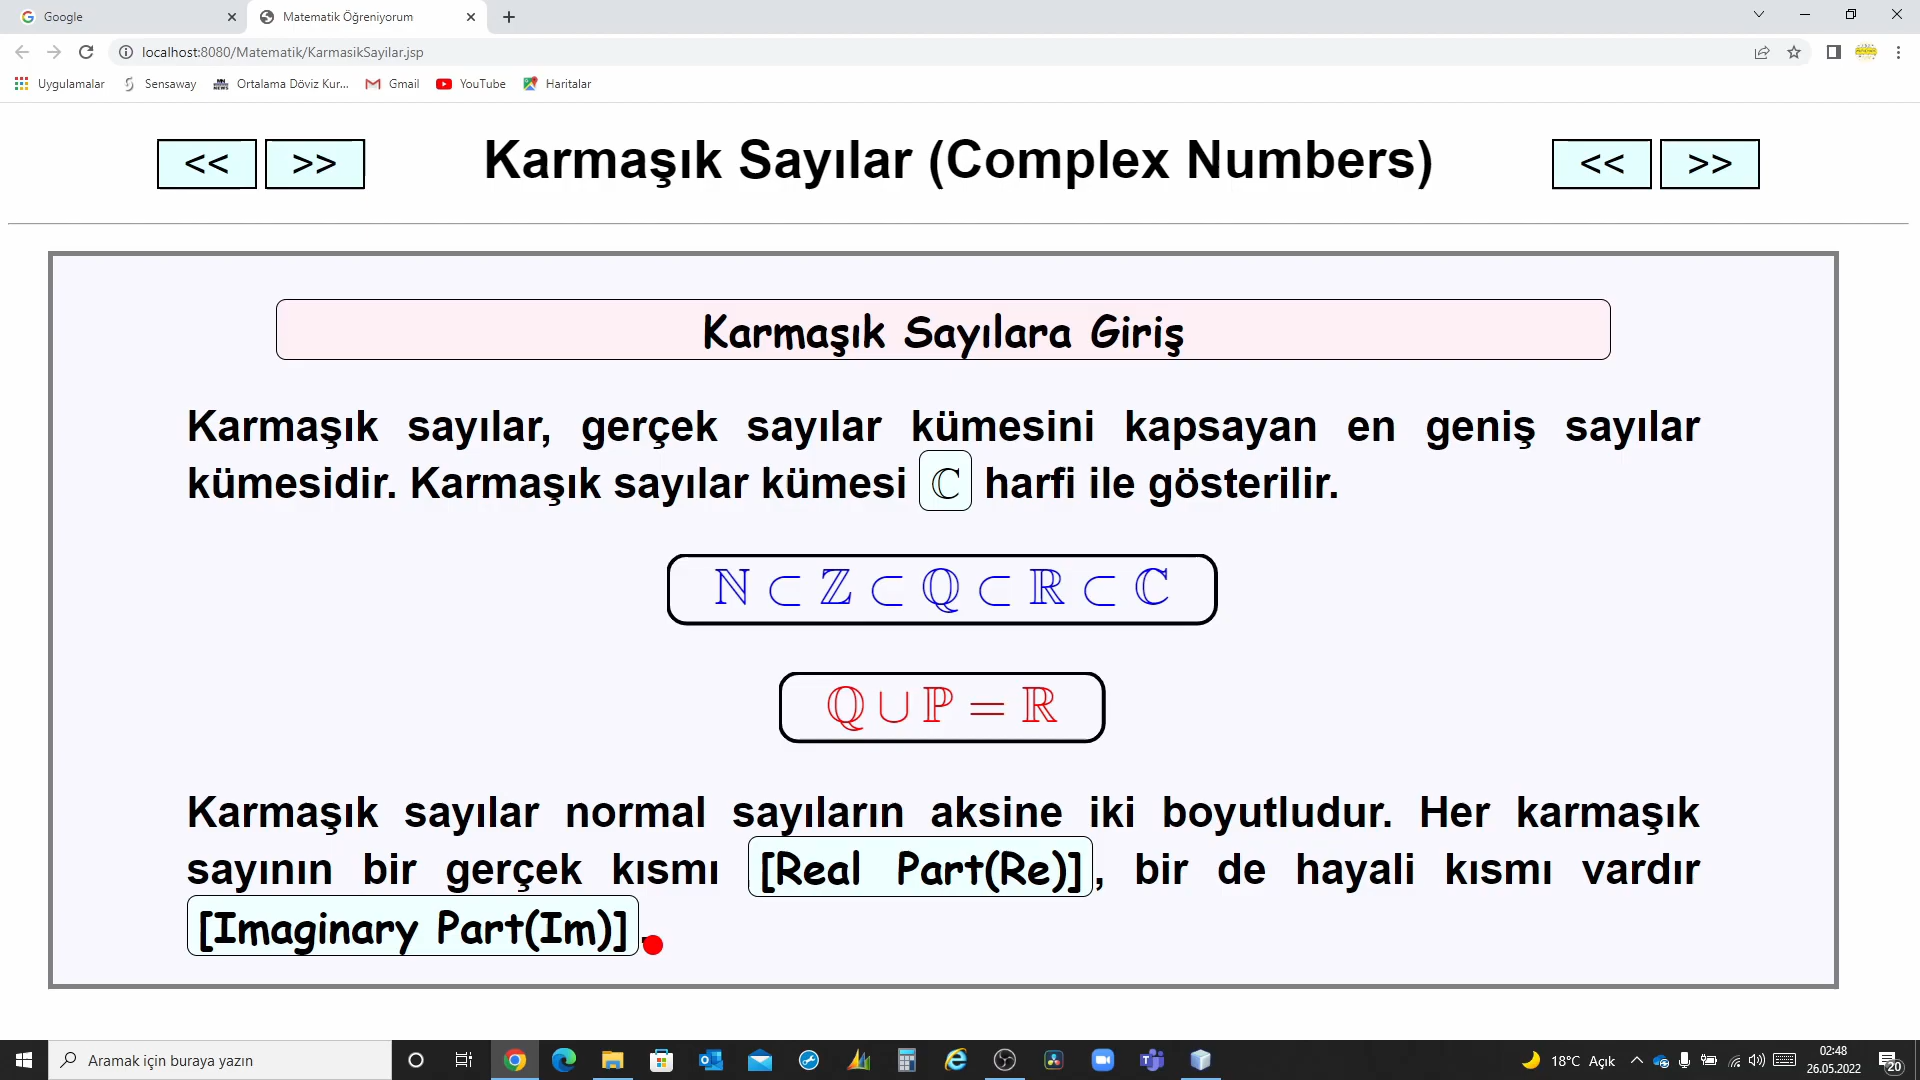 Google
Matematik Öğreniyorum
localhost:8080/Matematik/KarmasikSayilar.jsp
Uygulamalar Sensaway Ortalama Döviz Kur... Gmail YouTube Haritalar
<< >> Karmaşık Sayılar (Complex Numbers) << >>
Karmaşık Sayılara Giriş
Karmaşık sayılar, gerçek sayılar kümesini kapsayan en geniş sayılar
kümesidir. Karmaşık sayılar kümesi ℂ harfi ile gösterilir.
ℕ ⊂ ℤ ⊂ ℚ ⊂ ℝ ⊂ ℂ
ℚ ∪ ℙ = ℝ
Karmaşık sayılar normal sayıların aksine iki boyutludur. Her karmaşık
sayının bir gerçek kısmı [Real Part(Re)], bir de hayali kısmı vardır
[Imaginary Part(Im)].
Aramak için buraya yazın
18°C Açık
02:48
26.05.2022
20